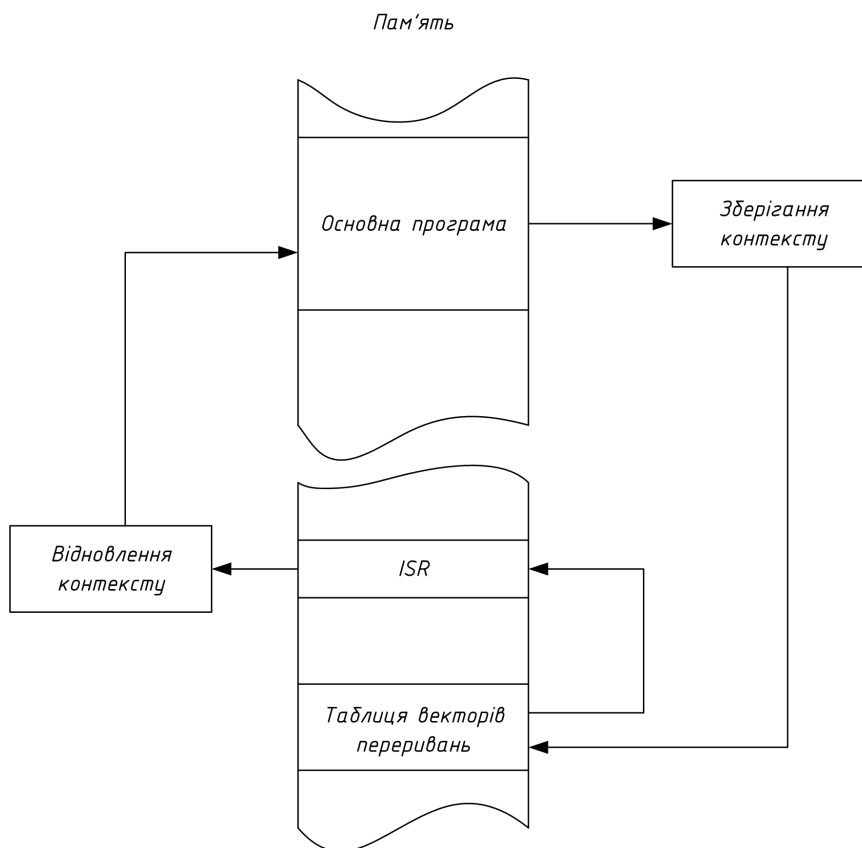 Пам'ять
Основна програма
Зберігання
контексту
Відновлення
контексту
ISR
Таблиця векторів
переривань